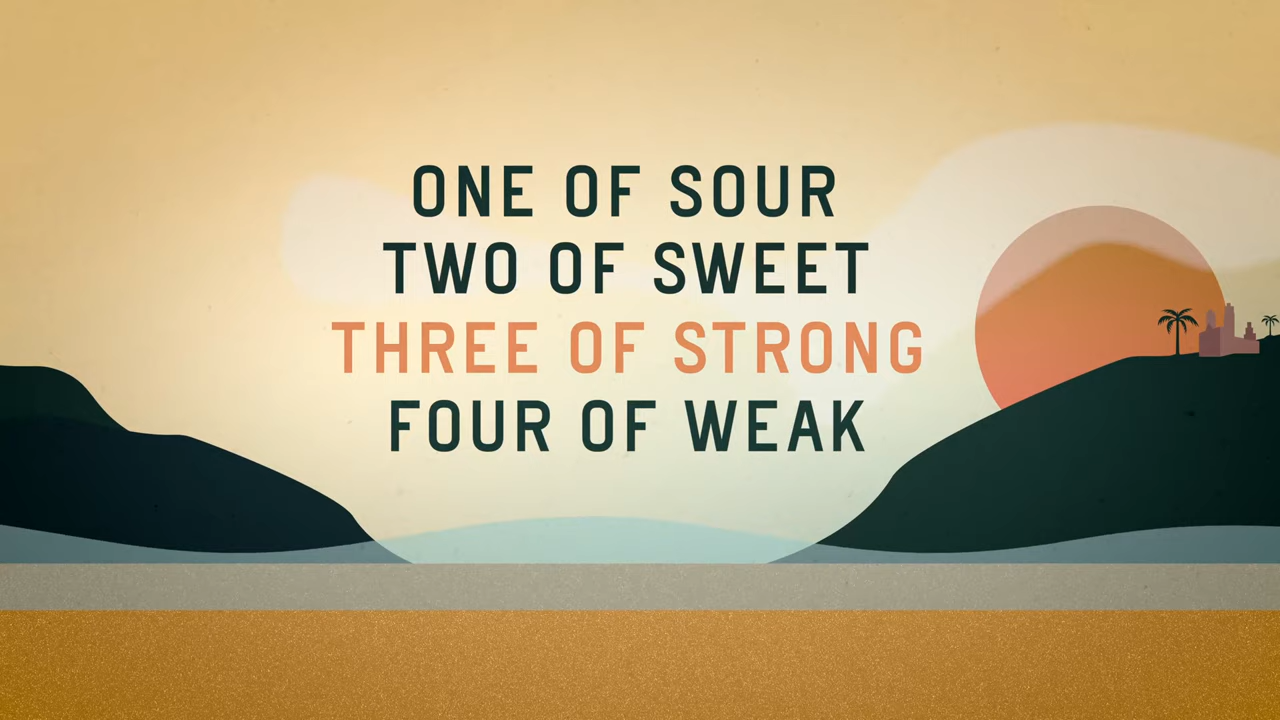 ONE OF SOUR
TWO OF SWEET
THREE OF STRONG
FOUR OF WEAK